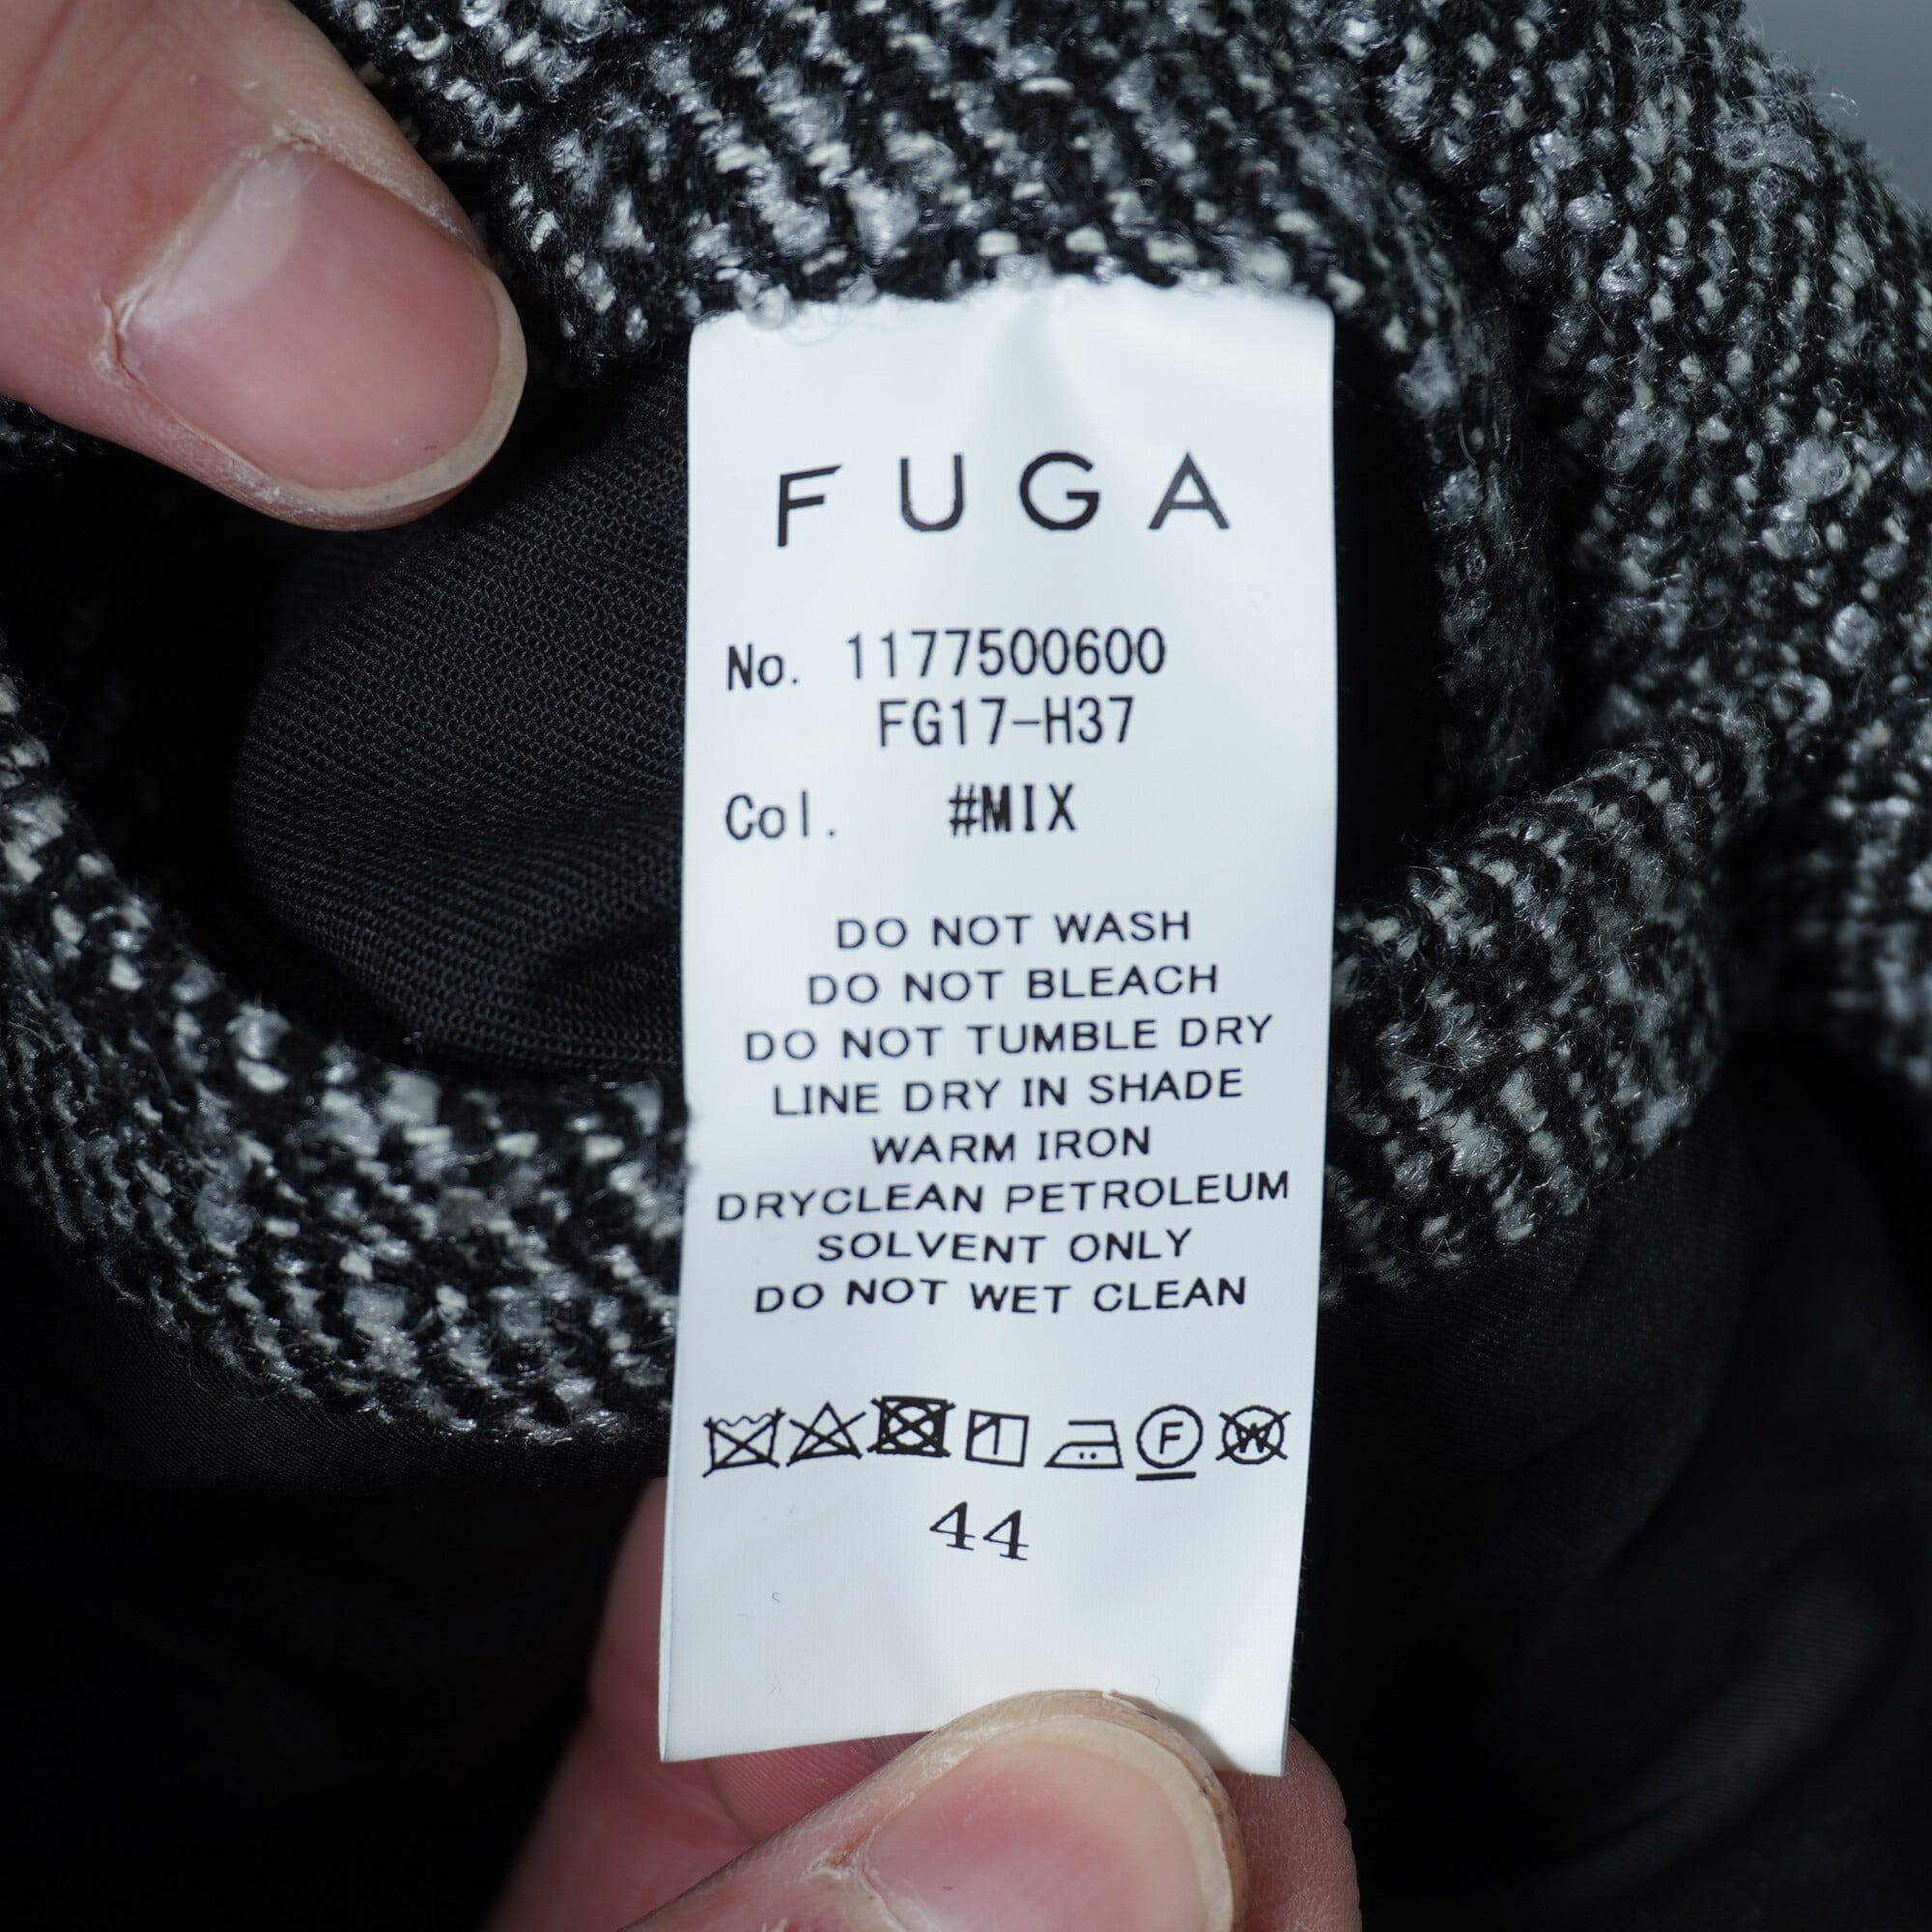 FUGA
No. 1177500600
FG17-H37
Col. #MIX
DO NOT WASH
DO NOT BLEACH
DO NOT TUMBLE DRY
LINE DRY IN SHADE
WARM IRON
DRYCLEAN PETROLEUM
SOLVENT ONLY
DO NOT WET CLEAN
F W
44